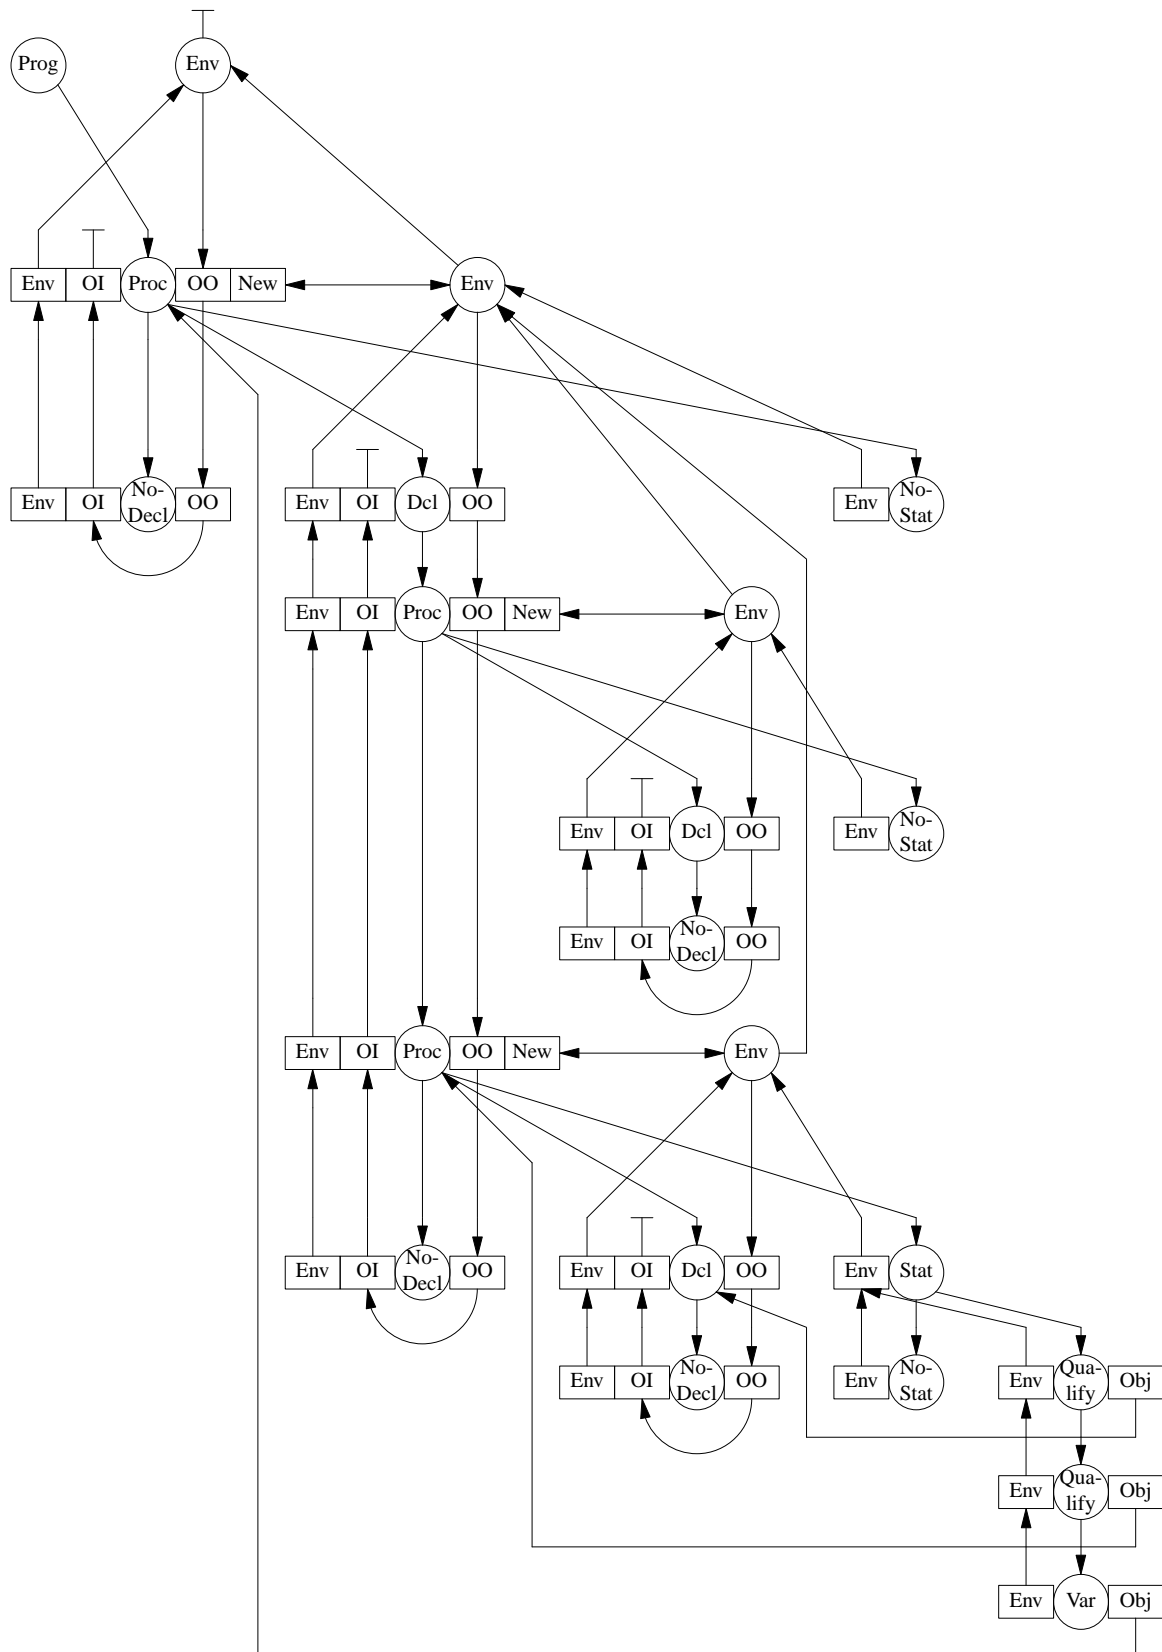 Prog Env
Env OI Proc OO New Env
Env OI No- OO Env OI Dcl OO Env No-
Decl Stat
Env OI Proc OO New Env
Env OI Dcl OO Env No-
Stat
Env OI No- OO
Decl
Env OI Proc OO New Env
Env OI No- OO Env OI Dcl OO Env Stat
Decl
Env OI No- OO Env No- Env Qua- Obj
Decl Stat lify
Env Qua- Obj
lify
Env Var Obj